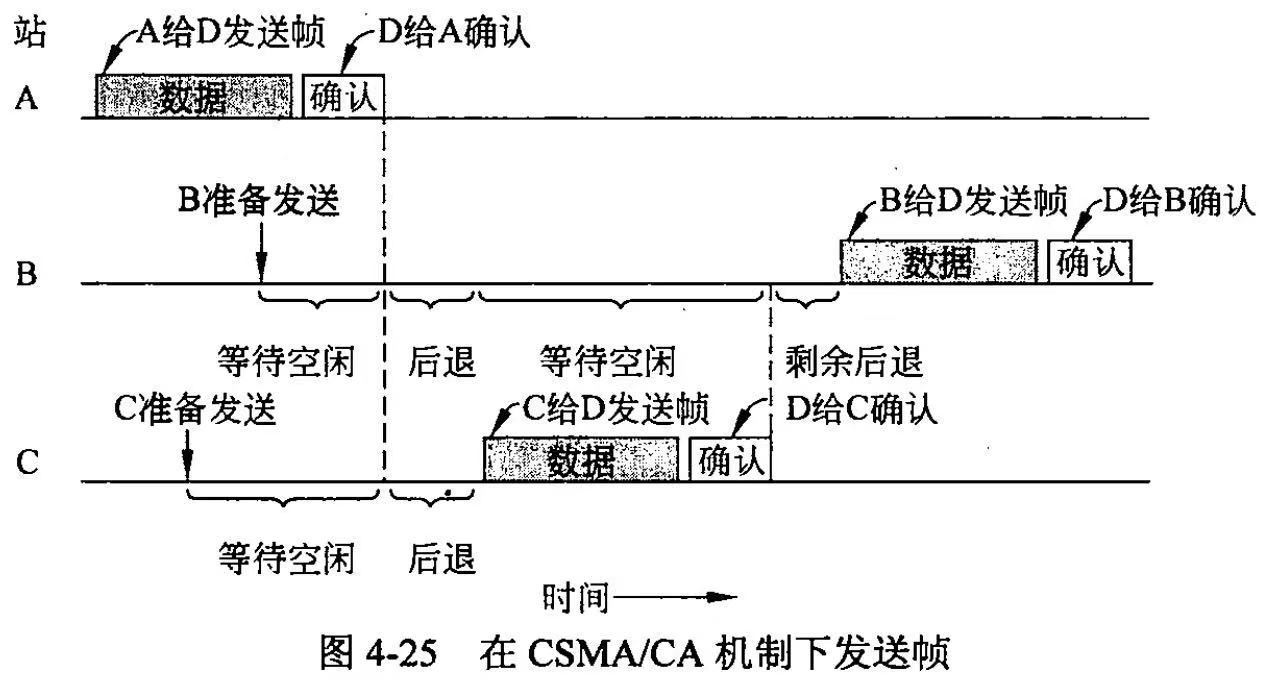 站
A给D发送帧 D给A确认
A 数据 确认
B准备发送 B给D发送帧 D给B确认
B 数据 确认
等待空闲 后退 等待空闲 剩余后退
C准备发送 C给D发送帧 D给C确认
C 数据 确认
等待空闲 后退
时间
图 4-25 在 CSMA/CA 机制下发送帧